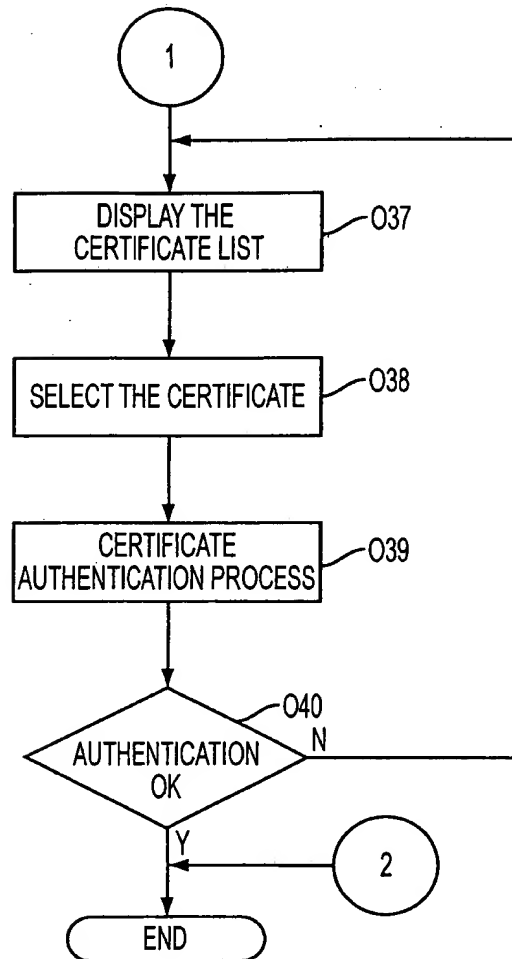 1
DISPLAY THE
CERTIFICATE LIST
O37
SELECT THE CERTIFICATE
O38
CERTIFICATE
AUTHENTICATION PROCESS
O39
O40
AUTHENTICATION
OK
N
Y
2
END